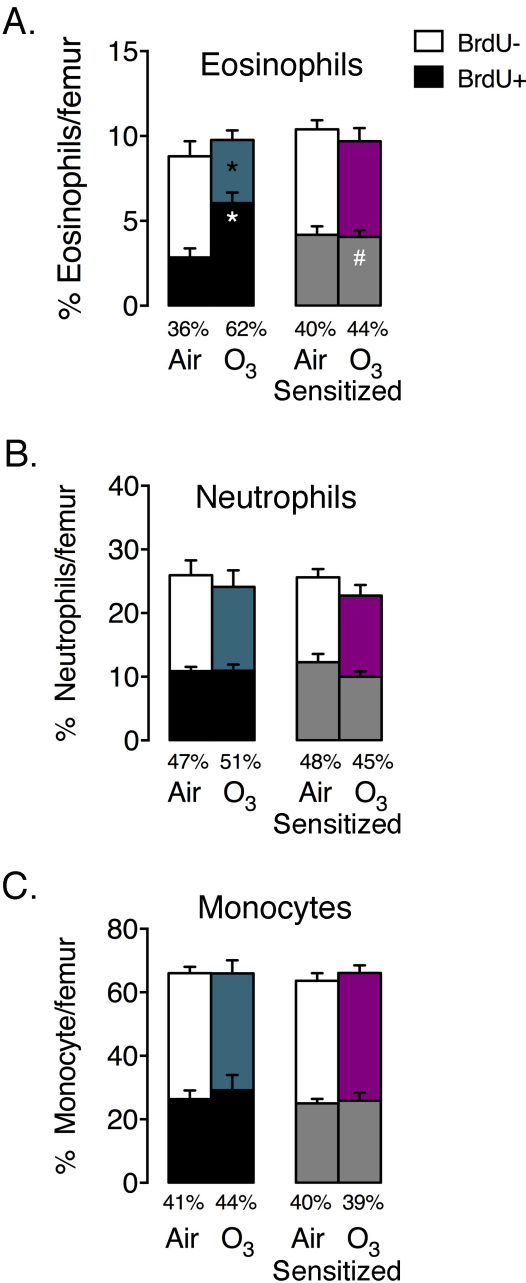 A.
BrdU-
BrdU+
Eosinophils
% Eosinophils/femur
15
10
5
0
*
*
#
36% 62% 40% 44%
Air O3 Air O3
Sensitized
B.
Neutrophils
% Neutrophils/femur
40
30
20
10
0
47% 51% 48% 45%
Air O3 Air O3
Sensitized
C.
Monocytes
% Monocyte/femur
80
60
40
20
0
41% 44% 40% 39%
Air O3 Air O3
Sensitized